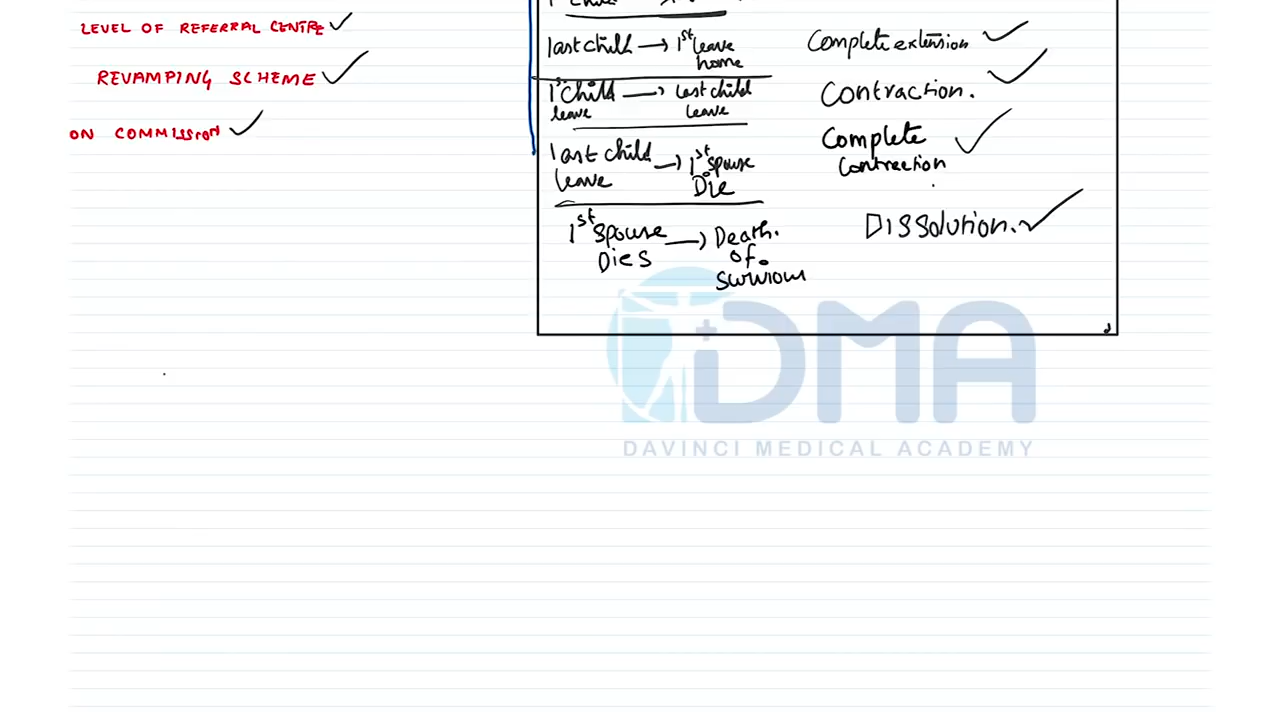 LEVEL OF REFERRAL CENTRE
REVAMPING SCHEME
ON COMMISSION
last child → 1st leave home
Complete extension
1st child leave → last child leave
Contraction.
last child leave → 1st spouse Die
Complete contraction
1st spouse Dies → Death of
Dissolution.
DMA
DAVINCI MEDICAL ACADEMY